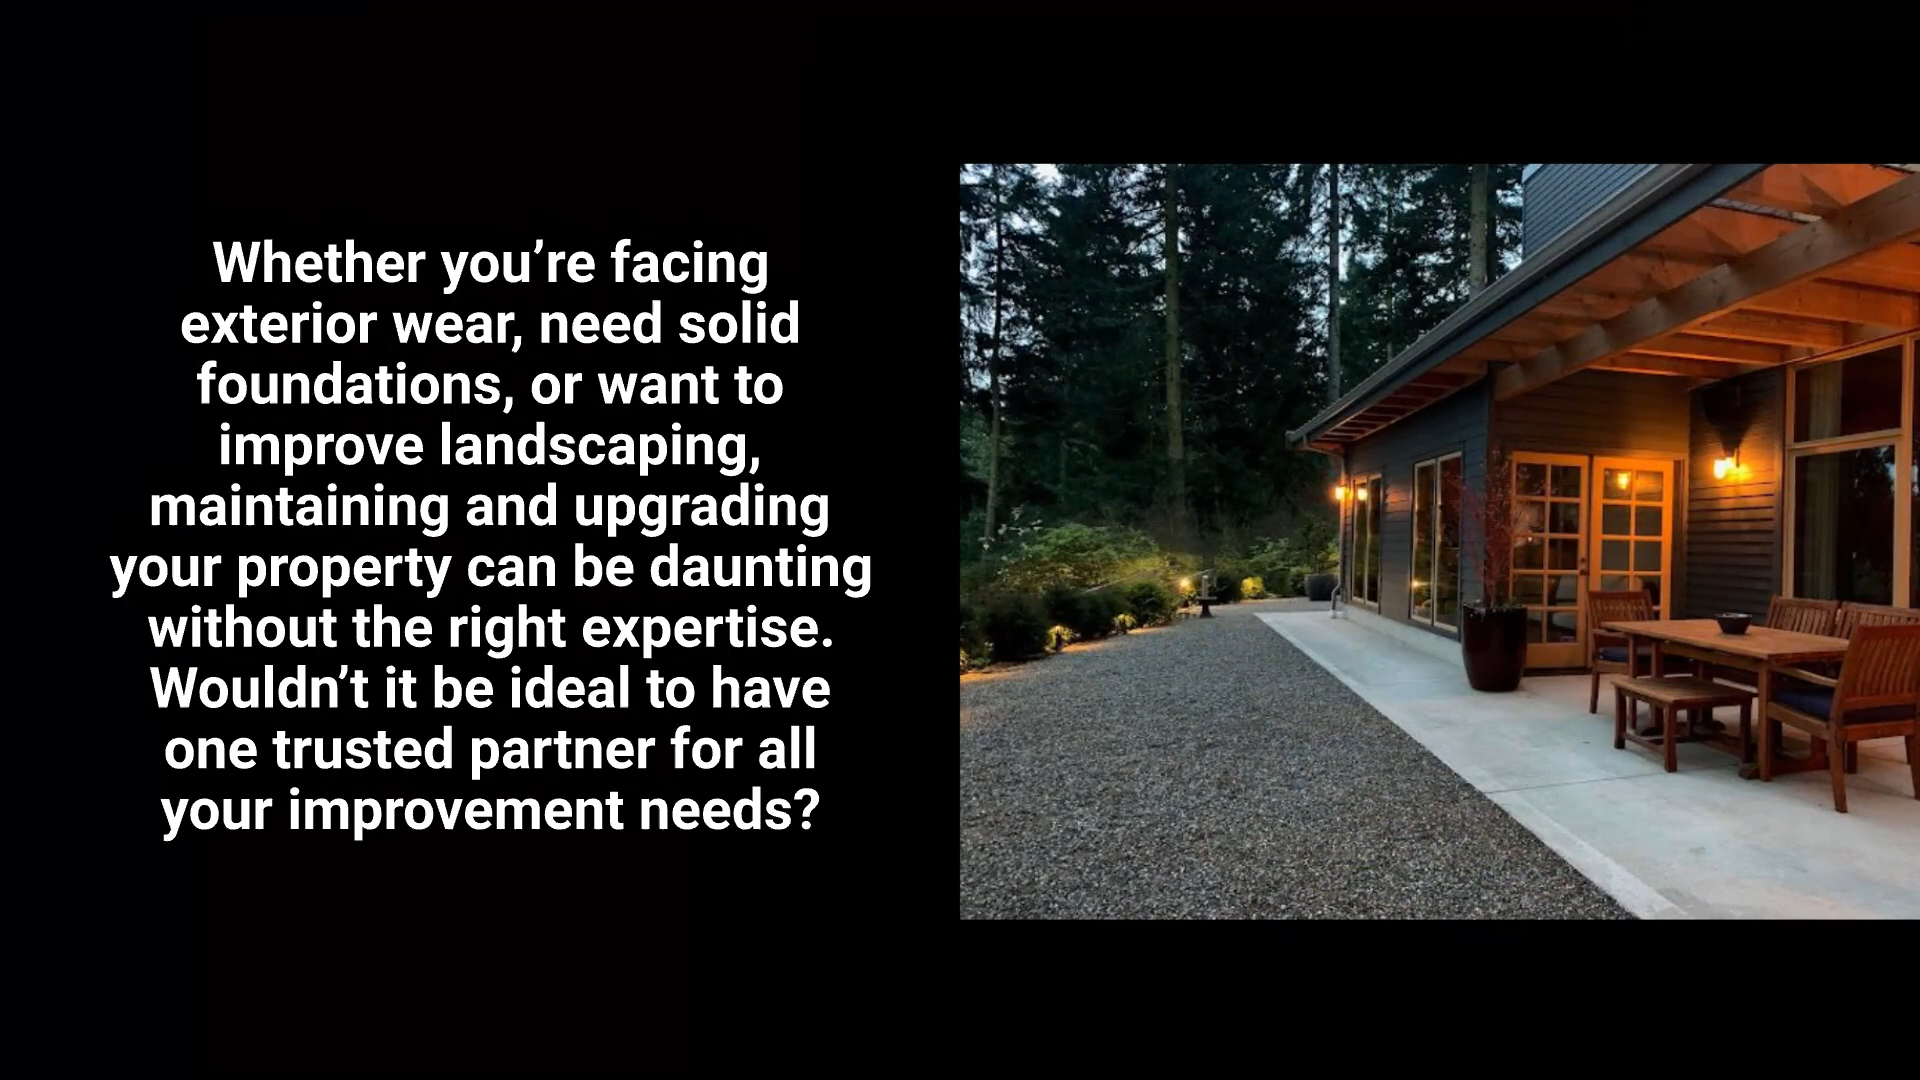 Whether you’re facing
exterior wear, need solid
foundations, or want to
improve landscaping,
maintaining and upgrading
your property can be daunting
without the right expertise.
Wouldn’t it be ideal to have
one trusted partner for all
your improvement needs?